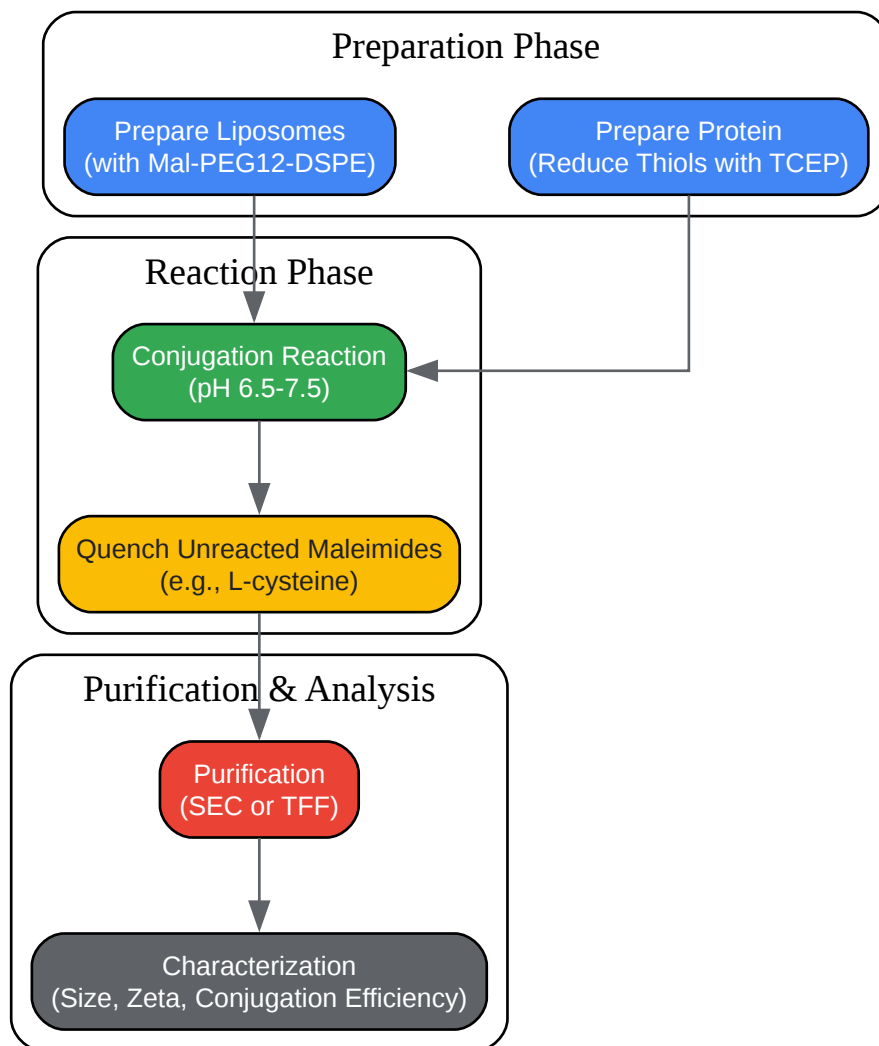 Preparation Phase
Prepare Liposomes
(with Mal-PEG12-DSPE)
Prepare Protein
(Reduce Thiols with TCEP)
Reaction Phase
Conjugation Reaction
(pH 6.5-7.5)
Quench Unreacted Maleimides
(e.g., L-cysteine)
Purification & Analysis
Purification
(SEC or TFF)
Characterization
(Size, Zeta, Conjugation Efficiency)